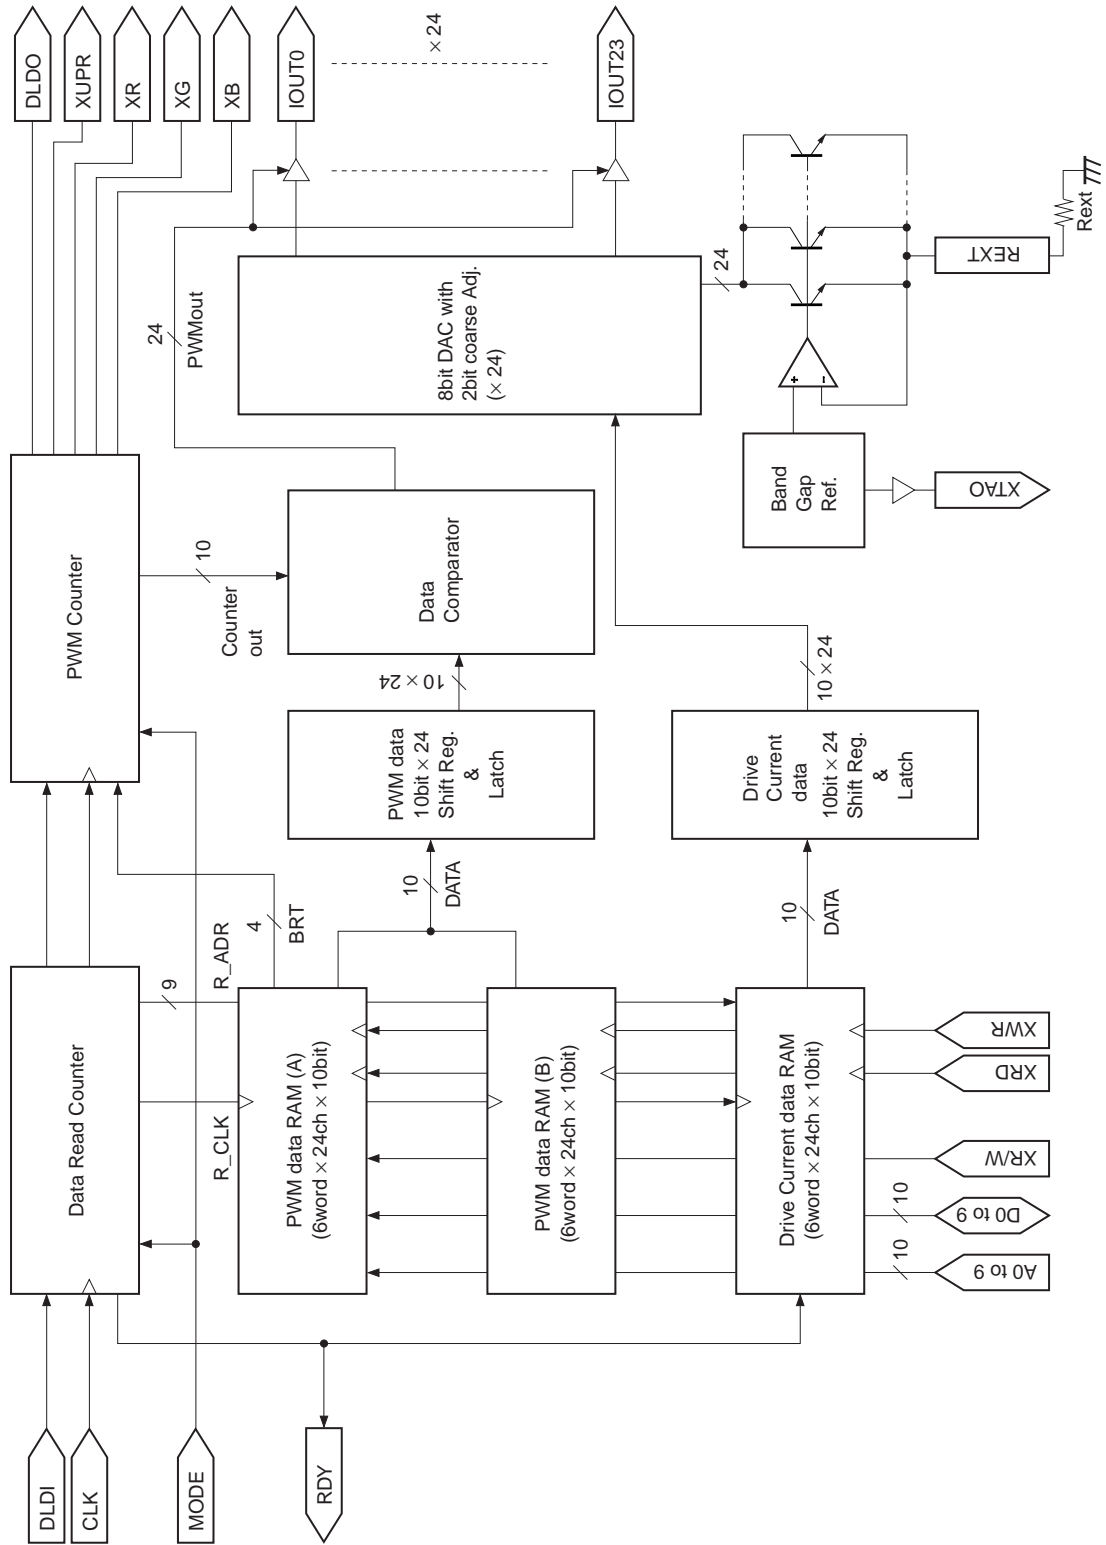 DLDO
XUPR
XR
XG
XB
IOUT0
× 24
IOUT23
PWM Counter
24
PWMout
8bit DAC with
2bit coarse Adj.
(× 24)
24
REXT
Rext
10
Counter
out
Data
Comparator
Band
Gap
Ref.
XTAO
10 × 24
PWM data
10bit × 24
Shift Reg.
&
Latch
10 × 24
Drive
Current
data
10bit × 24
Shift Reg.
&
Latch
10
DATA
10
DATA
4
BRT
Data Read Counter
9
R_ADR
R_CLK
PWM data RAM (A)
(6word × 24ch × 10bit)
PWM data RAM (B)
(6word × 24ch × 10bit)
Drive Current data RAM
(6word × 24ch × 10bit)
XWR
XRD
XR/W
10
D0 to 9
10
A0 to 9
DLDI
CLK
MODE
RDY